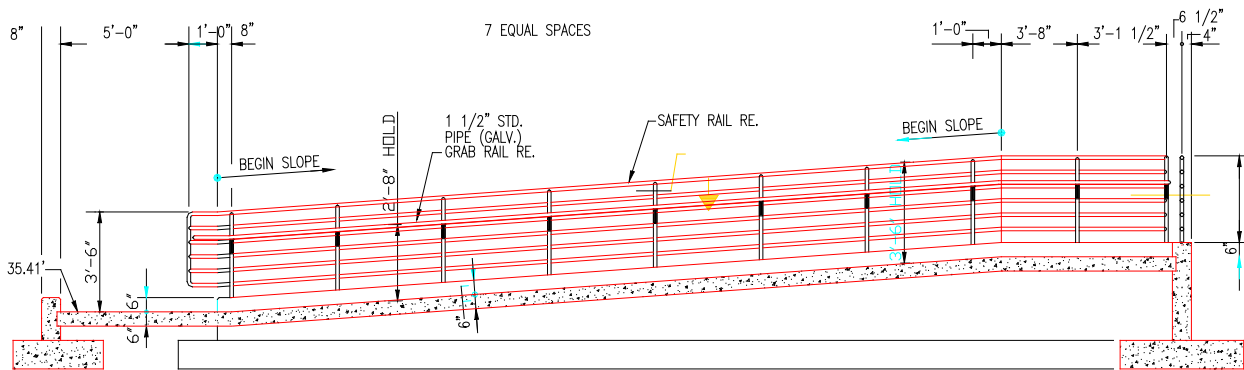 8"
5'-0"
1'-0"
8"
7 EQUAL SPACES
1'-0"
3'-8"
3'-1 1/2"
6 1/2"
4"
1 1/2" STD.
PIPE (GALV.)
GRAB RAIL RE.
SAFETY RAIL RE.
BEGIN SLOPE
BEGIN SLOPE
2'-8" HOLD
3'-6" HOLD
3'-6"
35.41'
6"
6"
6"
6"